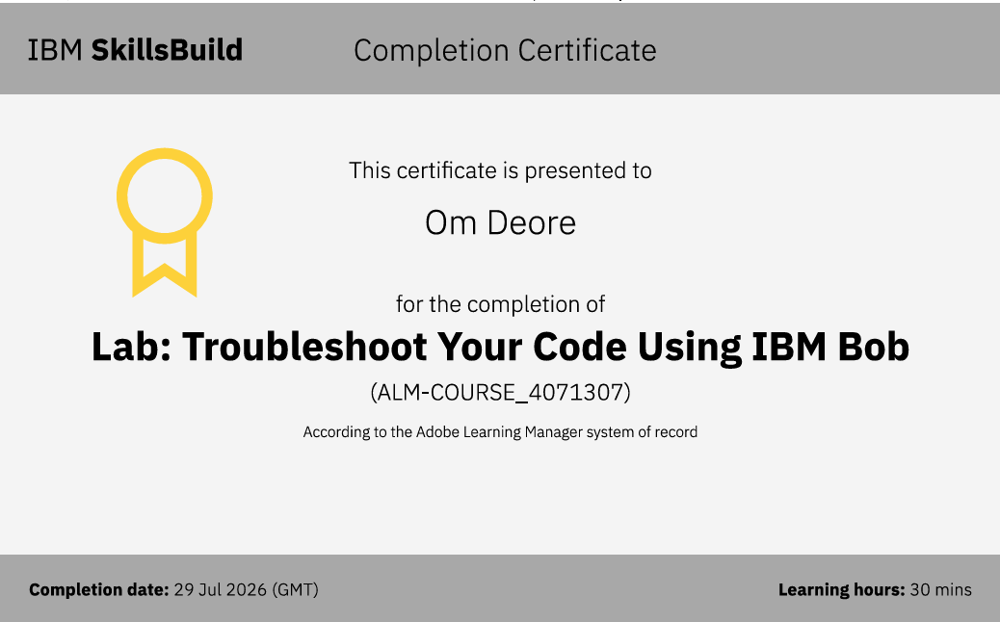 IBM SkillsBuild
Completion Certificate
This certificate is presented to
Om Deore
for the completion of
Lab: Troubleshoot Your Code Using IBM Bob
(ALM-COURSE_4071307)
According to the Adobe Learning Manager system of record
Completion date: 29 Jul 2026 (GMT)
Learning hours: 30 mins